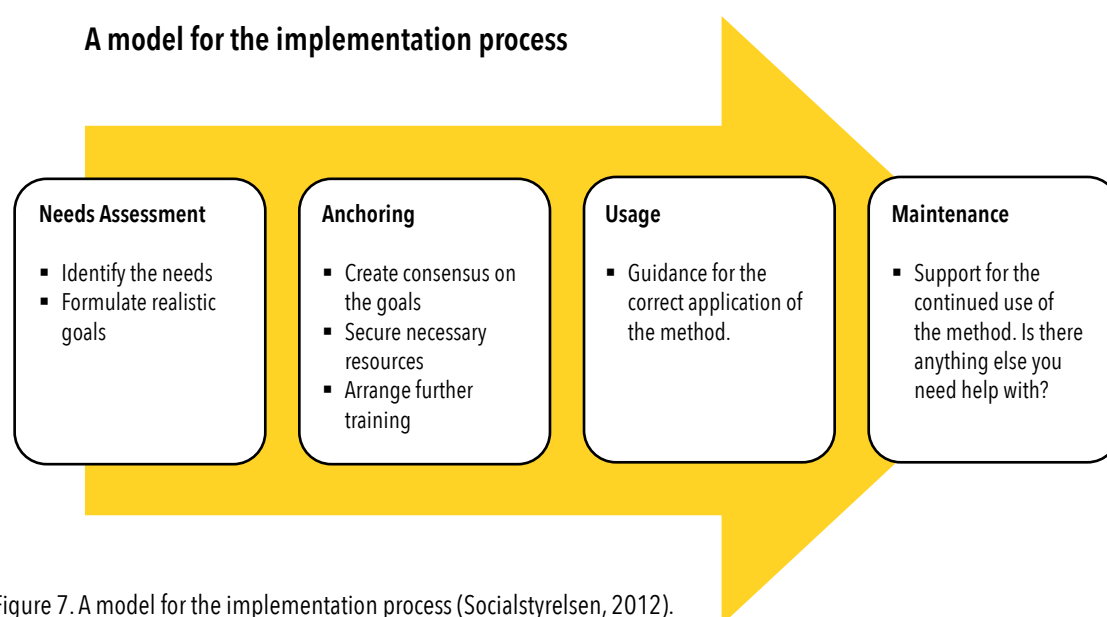 A model for the implementation process
Needs Assessment
▪ Identify the needs
▪ Formulate realistic
goals
Anchoring
▪ Create consensus on
the goals
▪ Secure necessary
resources
▪ Arrange further
training
Usage
▪ Guidance for the
correct application of
the method.
Maintenance
▪ Support for the
continued use of
the method. Is there
anything else you
need help with?
Figure 7. A model for the implementation process (Socialstyrelsen, 2012).